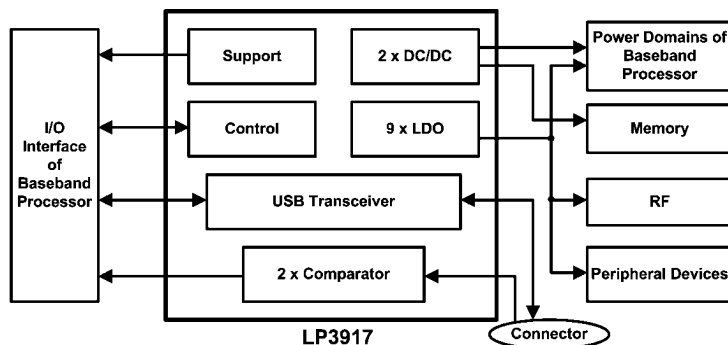 Support
2 x DC/DC
Power Domains of
Baseband
Processor
I/O
Interface
of
Baseband
Processor
Control
9 x LDO
Memory
USB Transceiver
RF
2 x Comparator
Peripheral Devices
LP3917
Connector